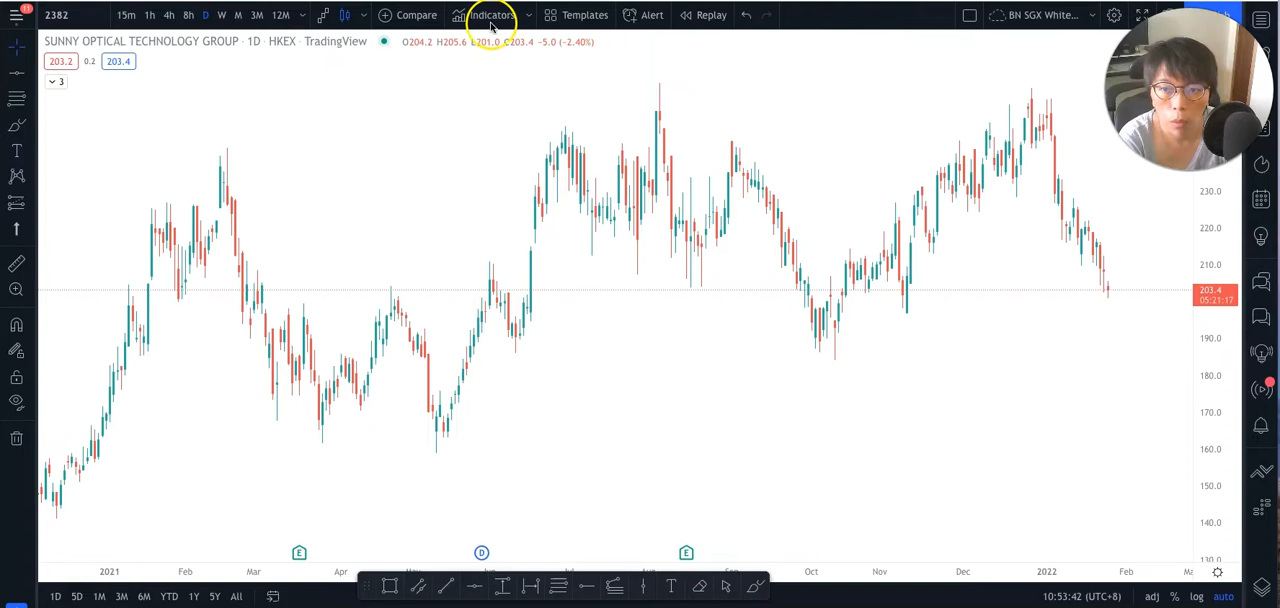 11
2382
15m 1h 4h 8h D W M 3M 12M
Compare
Indicators
Templates
Alert
Replay
BN SGX White...
SUNNY OPTICAL TECHNOLOGY GROUP · 1D · HKEX · TradingView
O204.2 H205.6 L201.0 C203.4 −5.0 (−2.40%)
203.2 0.2 203.4
3
230.0
220.0
210.0
203.4
05:21:17
190.0
180.0
170.0
160.0
150.0
140.0
130.0
E D E
2021 Feb Mar Apr Jul Oct Nov Dec 2022 Feb
1D 5D 1M 3M 6M YTD 1Y 5Y All
10:53:42 (UTC+8) adj % log auto